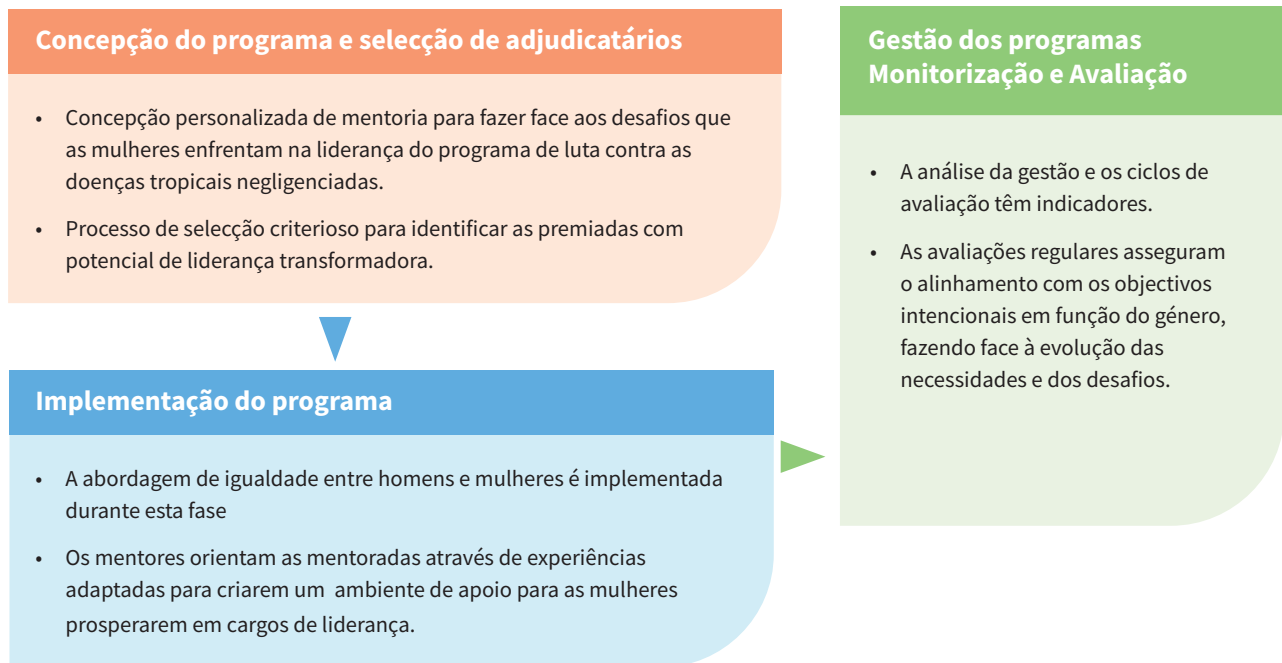 Concepção do programa e selecção de adjudicatários
• Concepção personalizada de mentoria para fazer face aos desafios que
as mulheres enfrentam na liderança do programa de luta contra as
doenças tropicais negligenciadas.
• Processo de selecção criterioso para identificar as premiadas com
potencial de liderança transformadora.
Implementação do programa
• A abordagem de igualdade entre homens e mulheres é implementada
durante esta fase
• Os mentores orientam as mentoradas através de experiências
adaptadas para criarem um ambiente de apoio para as mulheres
prosperarem em cargos de liderança.
Gestão dos programas
Monitorização e Avaliação
• A análise da gestão e os ciclos de
avaliação têm indicadores.
• As avaliações regulares asseguram
o alinhamento com os objectivos
intencionais em função do género,
fazendo face à evolução das
necessidades e dos desafios.